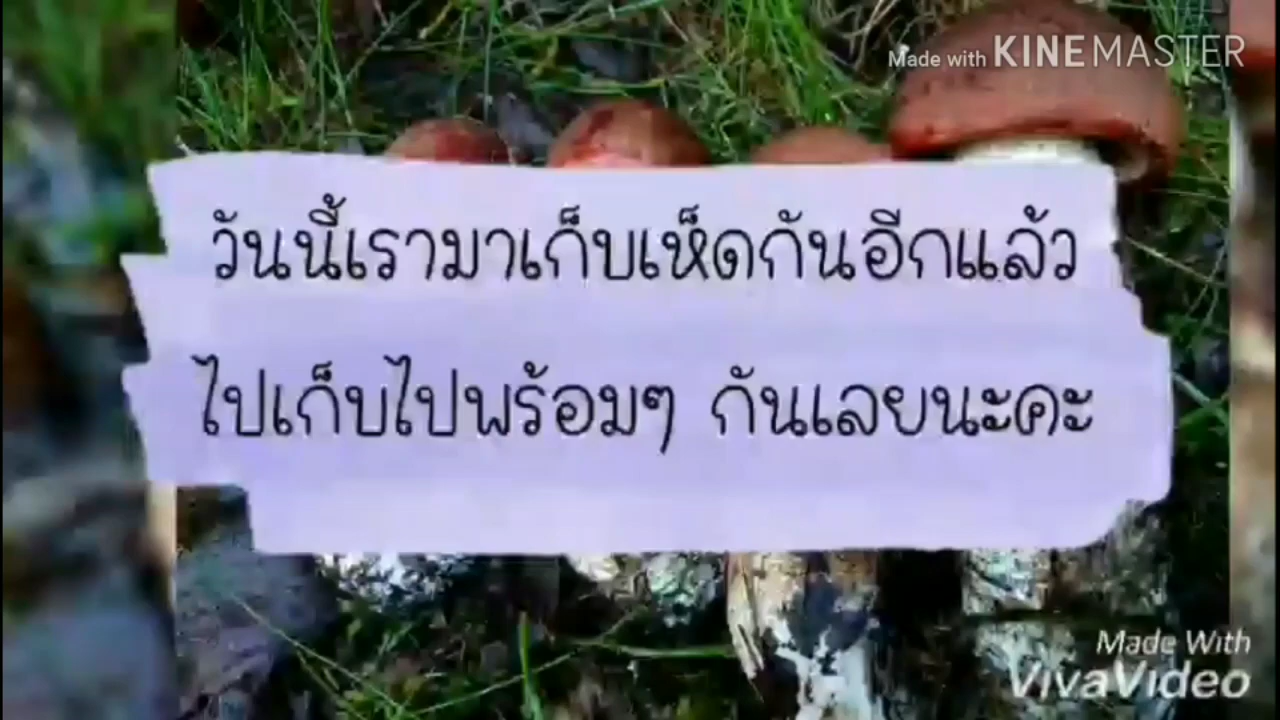 Made with KINEMASTER
วันนี้เรามาเก็บเห็ดกันอีกแล้ว
ไปเก็บไปพร้อมๆ กันเลยนะคะ
Made With
VivaVideo